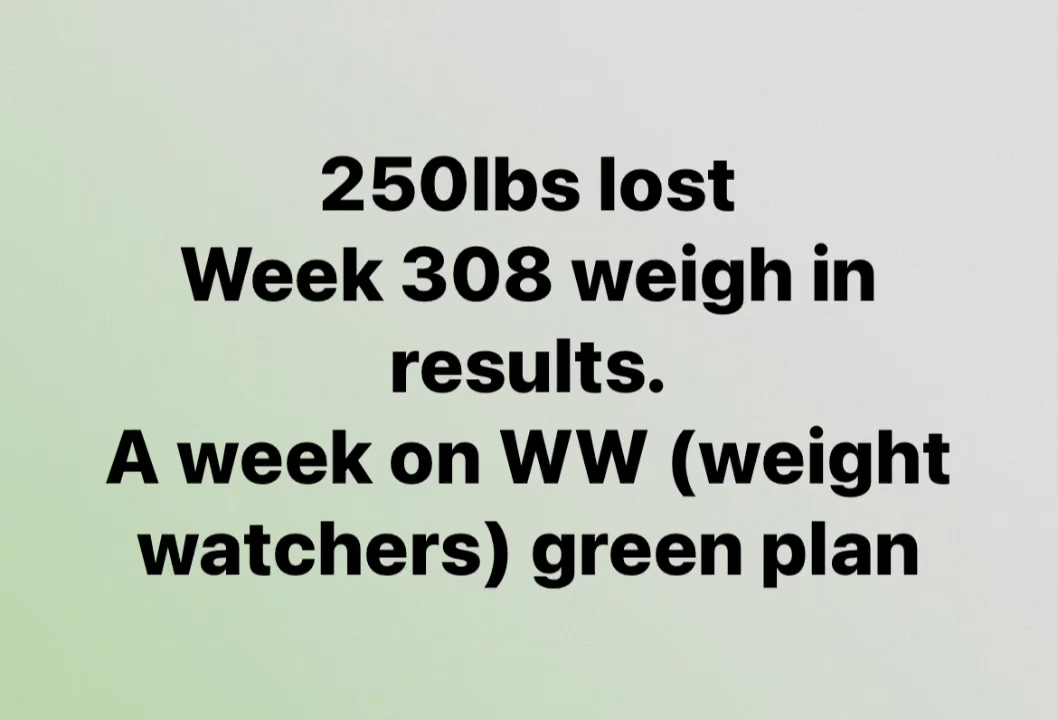 250lbs lost
Week 308 weigh in
results.
A week on WW (weight
watchers) green plan